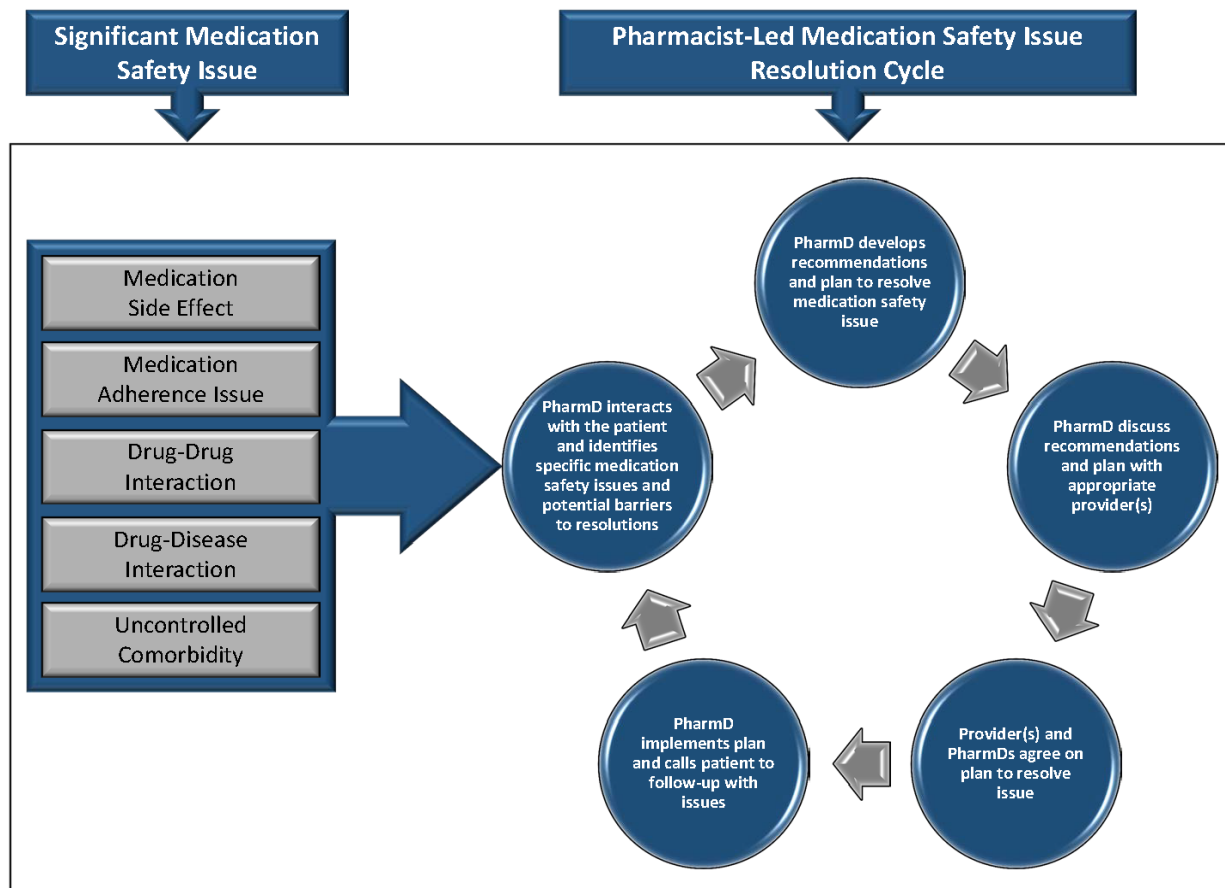 Significant Medication
Safety Issue
Pharmacist-Led Medication Safety Issue
Resolution Cycle
Medication
Side Effect
Medication
Adherence Issue
Drug-Drug
Interaction
Drug-Disease
Interaction
Uncontrolled
Comorbidity
PharmD interacts
with the patient
and identifies
specific medication
safety issues and
potential barriers
to resolutions
PharmD develops
recommendations
and plan to resolve
medication safety
issue
PharmD discuss
recommendations
and plan with
appropriate
provider(s)
Provider(s) and
PharmDs agree on
plan to resolve
issue
PharmD
implements plan
and calls patient to
follow-up with
issues